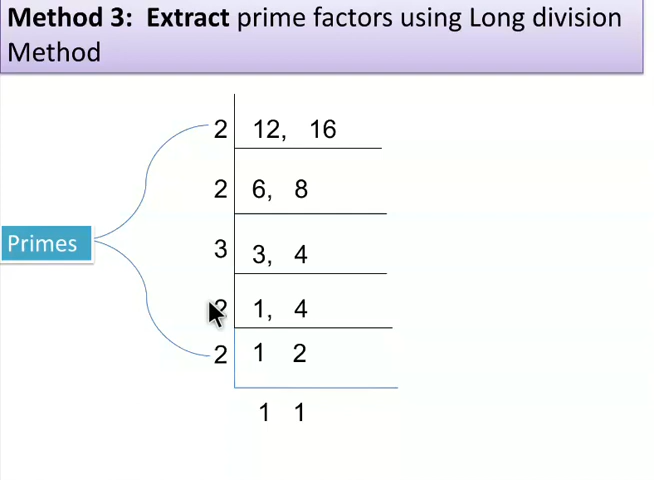 Method 3: Extract prime factors using Long division
Method
2 12, 16
2 6, 8
Primes
3 3, 4
2 1, 4
2 1 2
1 1